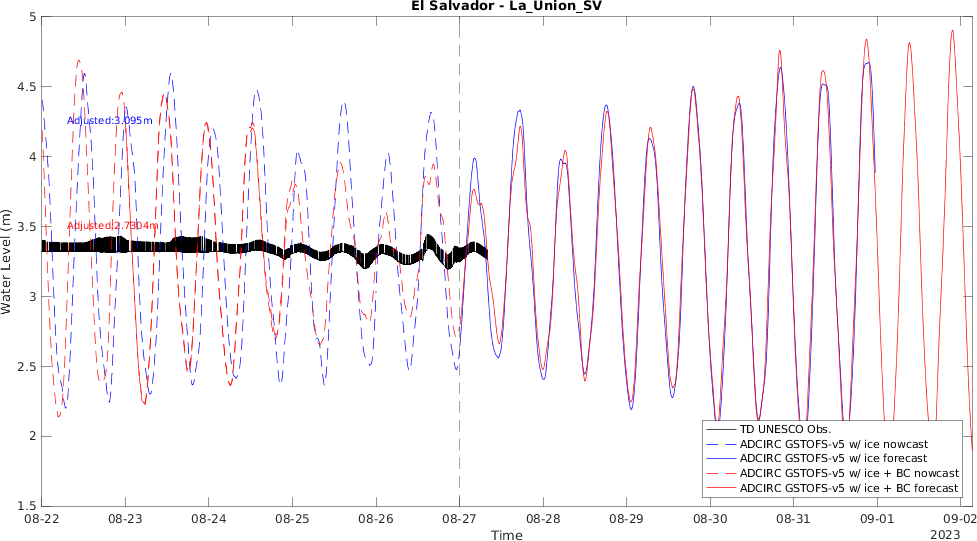 El Salvador - La_Union_SV
Water Level (m)
5
4.5
4
3.5
3
2.5
2
1.5
Adjusted:3.095m
Adjusted:2.7304m
TD UNESCO Obs.
ADCIRC GSTOFS-v5 w/ ice nowcast
ADCIRC GSTOFS-v5 w/ ice forecast
ADCIRC GSTOFS-v5 w/ ice + BC nowcast
ADCIRC GSTOFS-v5 w/ ice + BC forecast
08-22 08-23 08-24 08-25 08-26 08-27 08-28 08-29 08-30 08-31 09-01 09-02
Time
2023